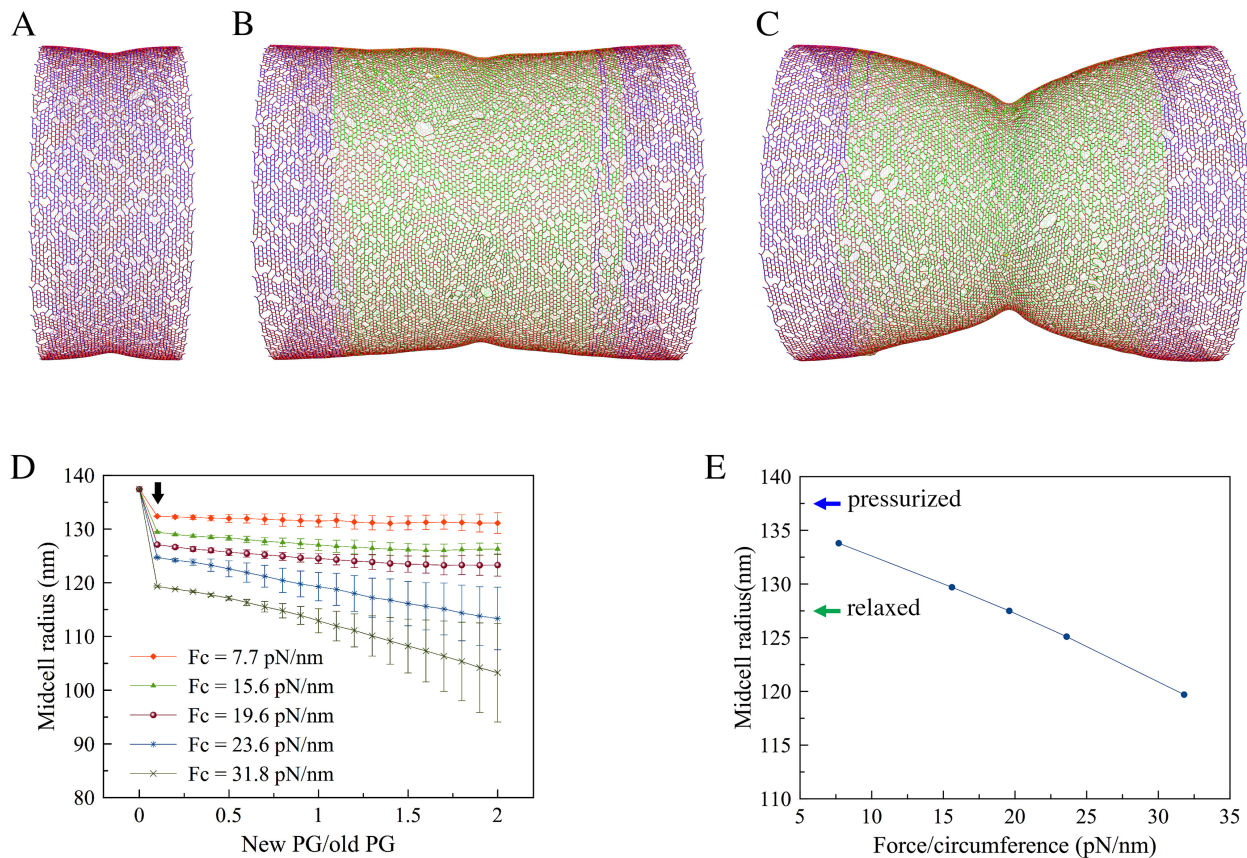 A
B
C
D
140
130
120
110
100
90
80
Midcell radius (nm)
Fc = 7.7 pN/nm
Fc = 15.6 pN/nm
Fc = 19.6 pN/nm
Fc = 23.6 pN/nm
Fc = 31.8 pN/nm
0
0.5
1
1.5
2
New PG/old PG
E
140
135
130
125
120
115
110
Midcell radius(nm)
pressurized
relaxed
5
10
15
20
25
30
35
Force/circumference (pN/nm)